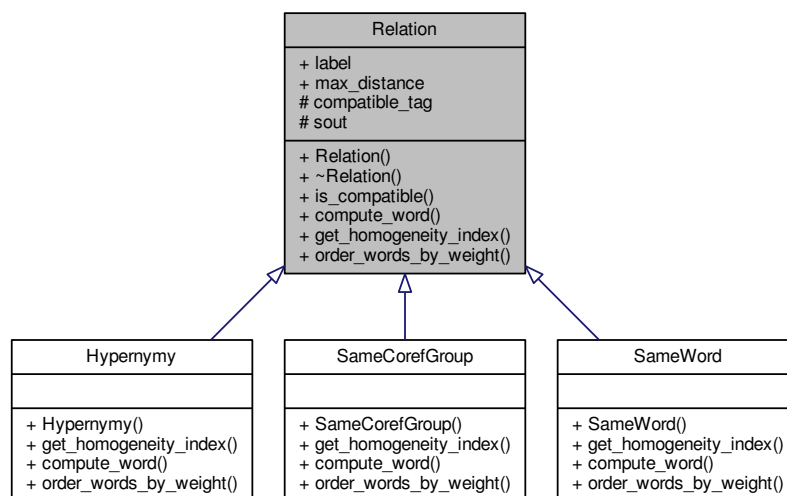 Relation
+ label
+ max_distance
# compatible_tag
# sout
+ Relation()
+ ~Relation()
+ is_compatible()
+ compute_word()
+ get_homogeneity_index()
+ order_words_by_weight()
Hypernymy
+ Hypernymy()
+ get_homogeneity_index()
+ compute_word()
+ order_words_by_weight()
SameCorefGroup
+ SameCorefGroup()
+ get_homogeneity_index()
+ compute_word()
+ order_words_by_weight()
SameWord
+ SameWord()
+ get_homogeneity_index()
+ compute_word()
+ order_words_by_weight()